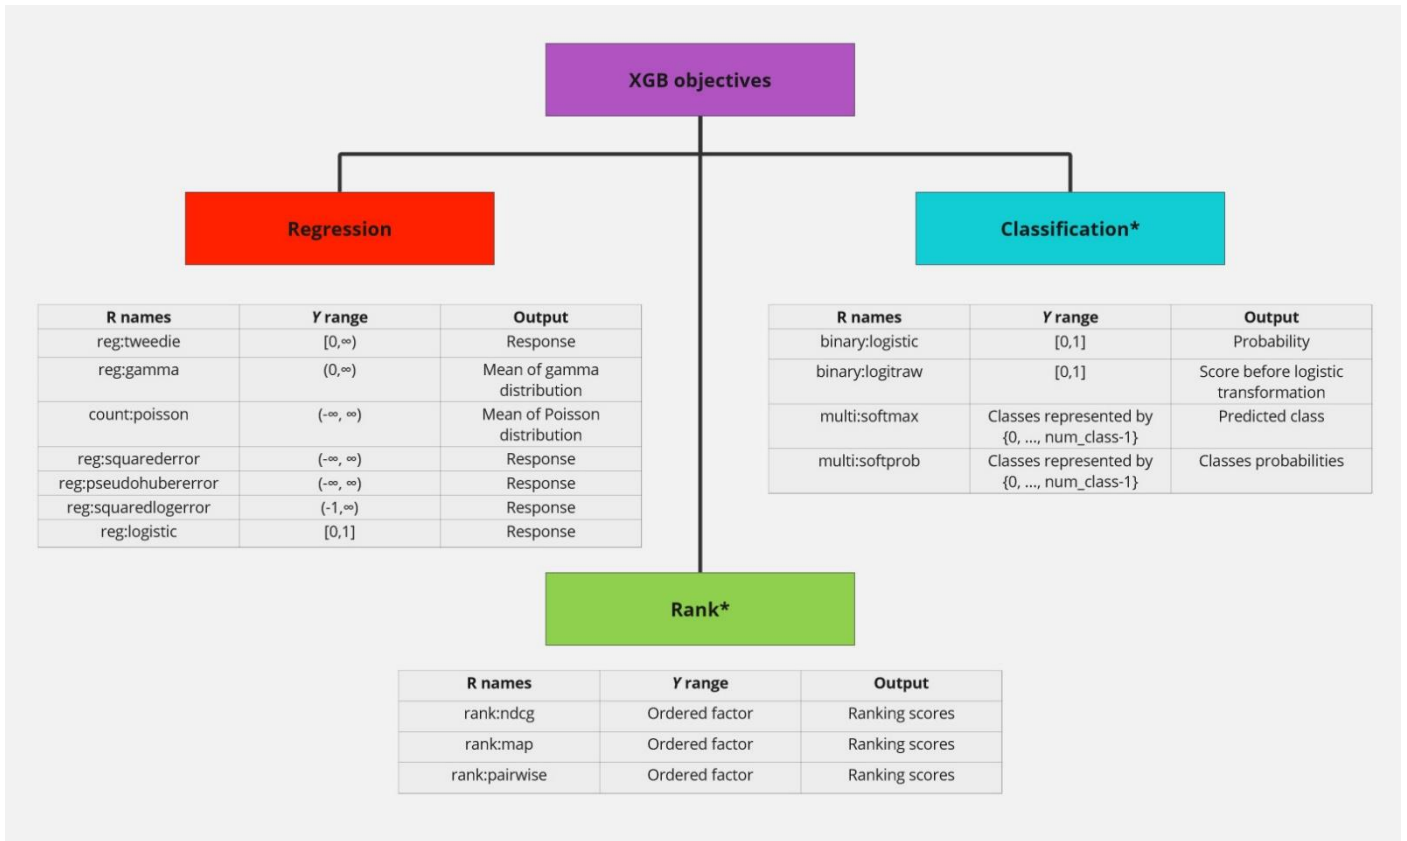 XGB objectives
Regression
R names Y range Output
reg:tweedie [0,∞) Response
reg:gamma (0,∞) Mean of gamma
distribution
count:poisson (-∞, ∞) Mean of Poisson
distribution
reg:squarederror (-∞, ∞) Response
reg:pseudohubererror (-∞, ∞) Response
reg:squaredlogerror (-1,∞) Response
reg:logistic [0,1] Response
Classification*
R names Y range Output
binary:logistic [0,1] Probability
binary:logitraw [0,1] Score before logistic
transformation
multi:softmax Classes represented by Predicted class
{0, ..., num_class-1}
multi:softprob Classes represented by Classes probabilities
{0, ..., num_class-1}
Rank*
R names Y range Output
rank:ndcg Ordered factor Ranking scores
rank:map Ordered factor Ranking scores
rank:pairwise Ordered factor Ranking scores